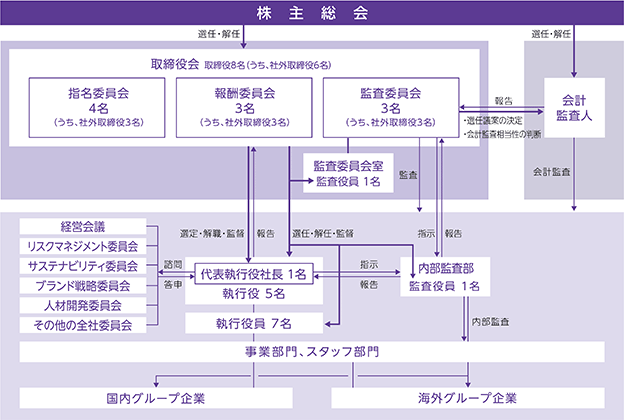 株主総会
選任・解任
選任・解任
取締役会 取締役8名(うち、社外取締役6名)
指名委員会
4名
(うち、社外取締役3名)
報酬委員会
3名
(うち、社外取締役3名)
監査委員会
3名
(うち、社外取締役3名)
報告
・選任議案の決定
・会計監査相当性の判断
会計
監査人
監査委員会室
監査役員 1名
監査
会計監査
経営会議
リスクマネジメント委員会
サステナビリティ委員会
ブランド戦略委員会
人材開発委員会
その他の全社委員会
諮問
答申
選定・解職・監督
報告
選任・解任・監督
指示
報告
代表執行役社長 1名
執行役 5名
執行役員 7名
指示
報告
内部監査部
監査役員 1名
内部監査
事業部門、スタッフ部門
国内グループ企業
海外グループ企業